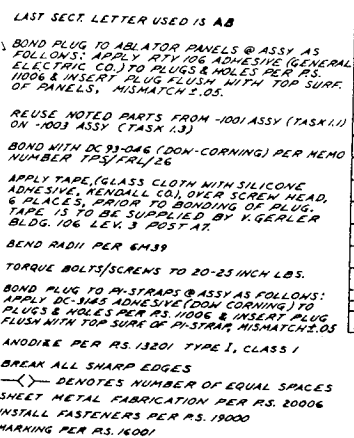 LAST SECT. LETTER USED IS AB
BOND PLUG TO ABLATOR PANELS @ ASSY AS
FOLLOWS: APPLY RTV 106 ADHESIVE (GENERAL
ELECTRIC CO.) TO PLUGS & HOLES PER P.S.
11006 & INSERT PLUG FLUSH WITH TOP SURF.
OF PANELS, MISMATCH ±.05.
REUSE NOTED PARTS FROM -1001 ASSY (TASK 1.1)
ON -1003 ASSY (TASK 1.3)
BOND WITH DC 93-046 (DOW-CORNING) PER MEMO
NUMBER TPS/FRL/26
APPLY TAPE, (GLASS CLOTH WITH SILICONE
ADHESIVE, KENDALL CO.), OVER SCREW HEAD,
6 PLACES, PRIOR TO BONDING OF PLUG.
TAPE IS TO BE SUPPLIED BY V. GERLER
BLDG. 106 LEV. 3 POST A7.
BEND RADII PER 6M39
TORQUE BOLTS/SCREWS TO 20-25 INCH LBS.
BOND PLUG TO PI-STRAPS @ ASSY AS FOLLOWS:
APPLY DC-3145 ADHESIVE (DOW CORNING) TO
PLUGS & HOLES PER P.S. 11006 & INSERT PLUG
FLUSH WITH TOP SURF OF PI-STRAP, MISMATCH ±.05
ANODIZE PER P.S. 13201 TYPE I, CLASS 1
BREAK ALL SHARP EDGES
DENOTES NUMBER OF EQUAL SPACES
SHEET METAL FABRICATION PER P.S. 20006
INSTALL FASTENERS PER P.S. 19000
MARKING PER P.S. 16001